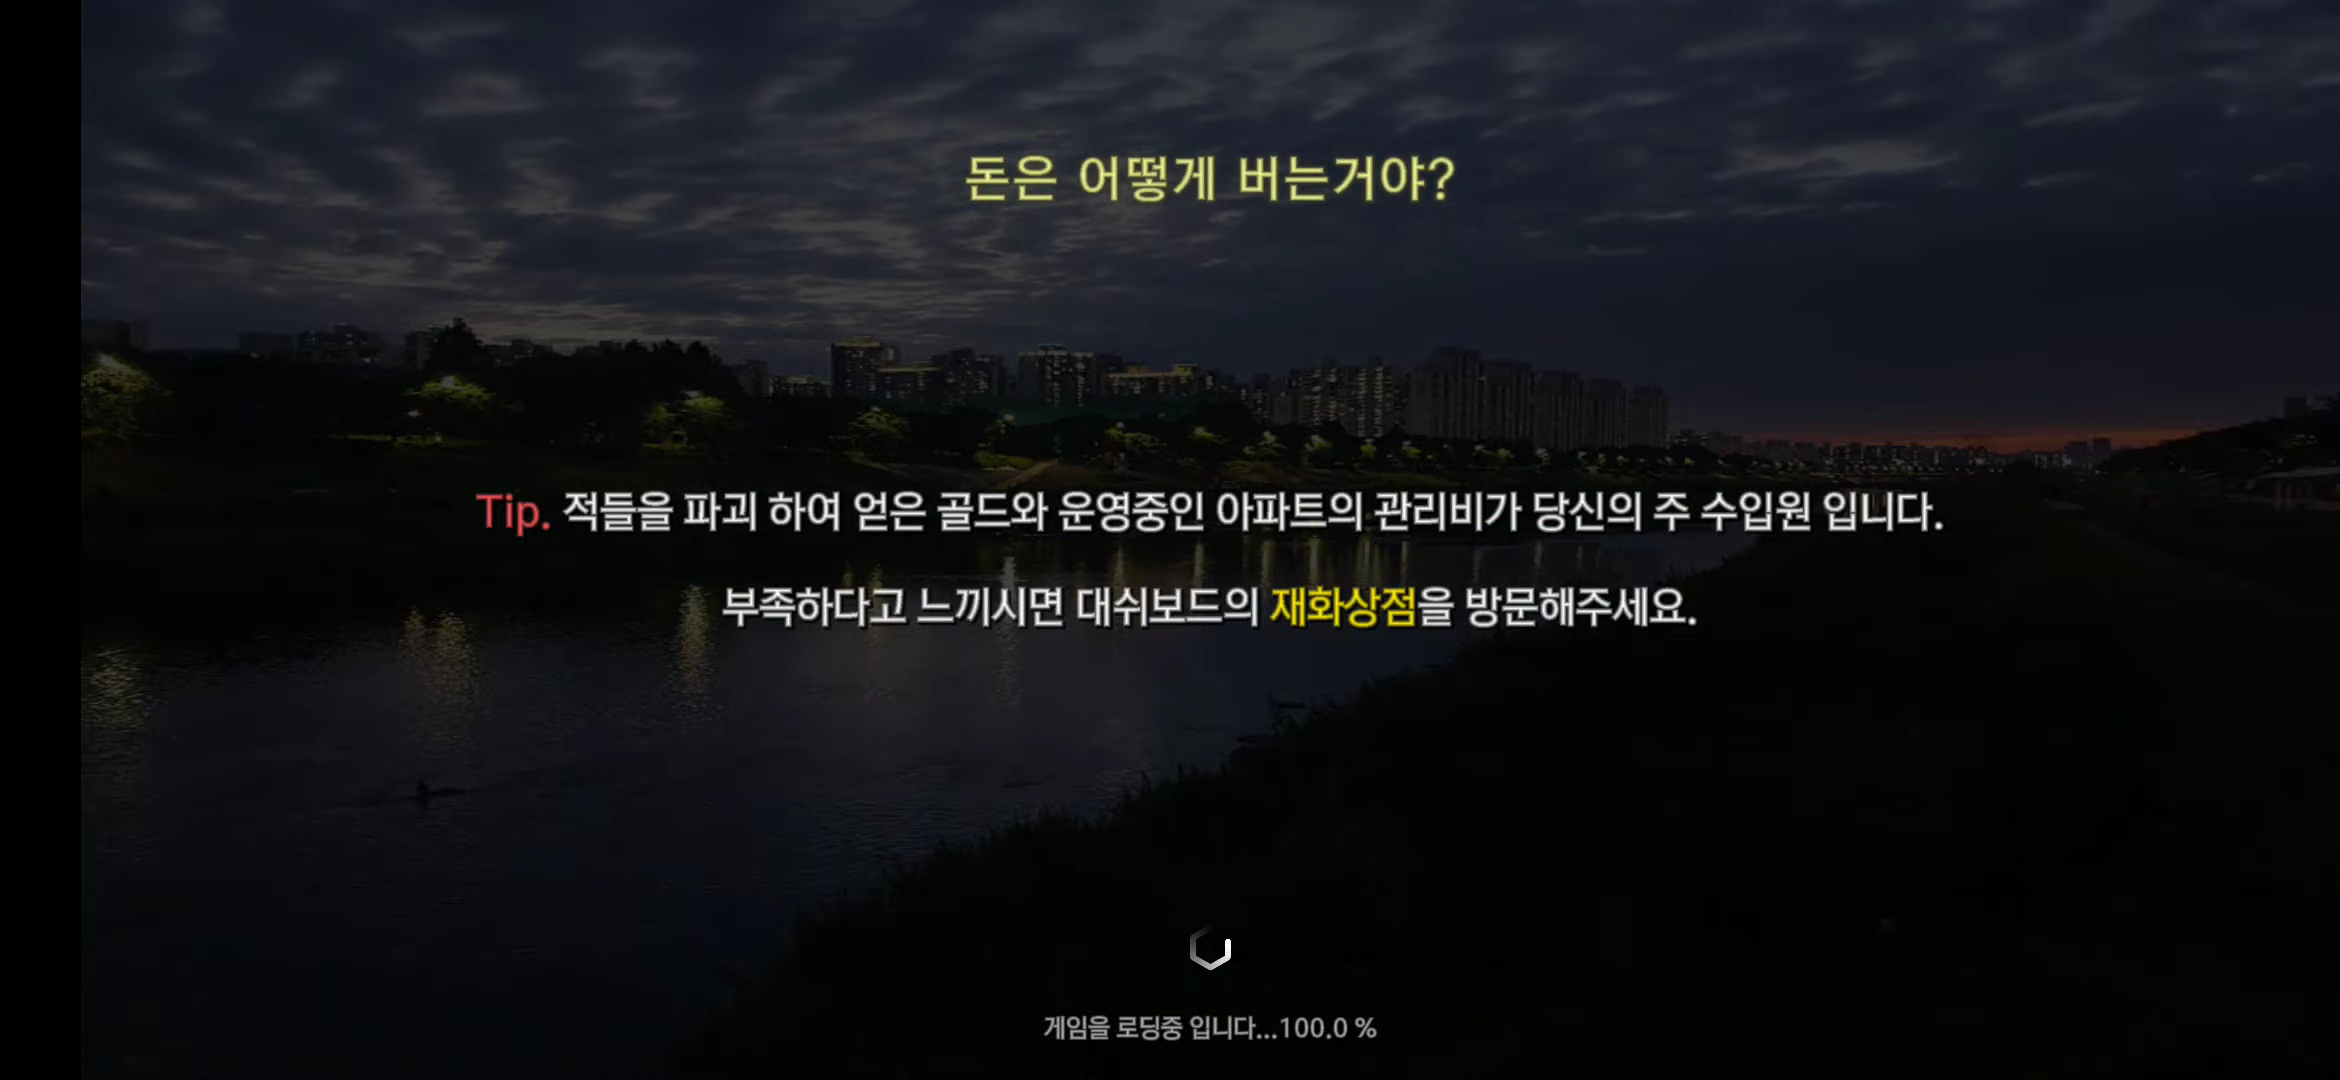 돈은 어떻게 버는거야?
Tip. 적들을 파괴 하여 얻은 골드와 운영중인 아파트의 관리비가 당신의 주 수입원 입니다.
부족하다고 느끼시면 대쉬보드의 재화상점을 방문해주세요.
게임을 로딩중 입니다...100.0 %